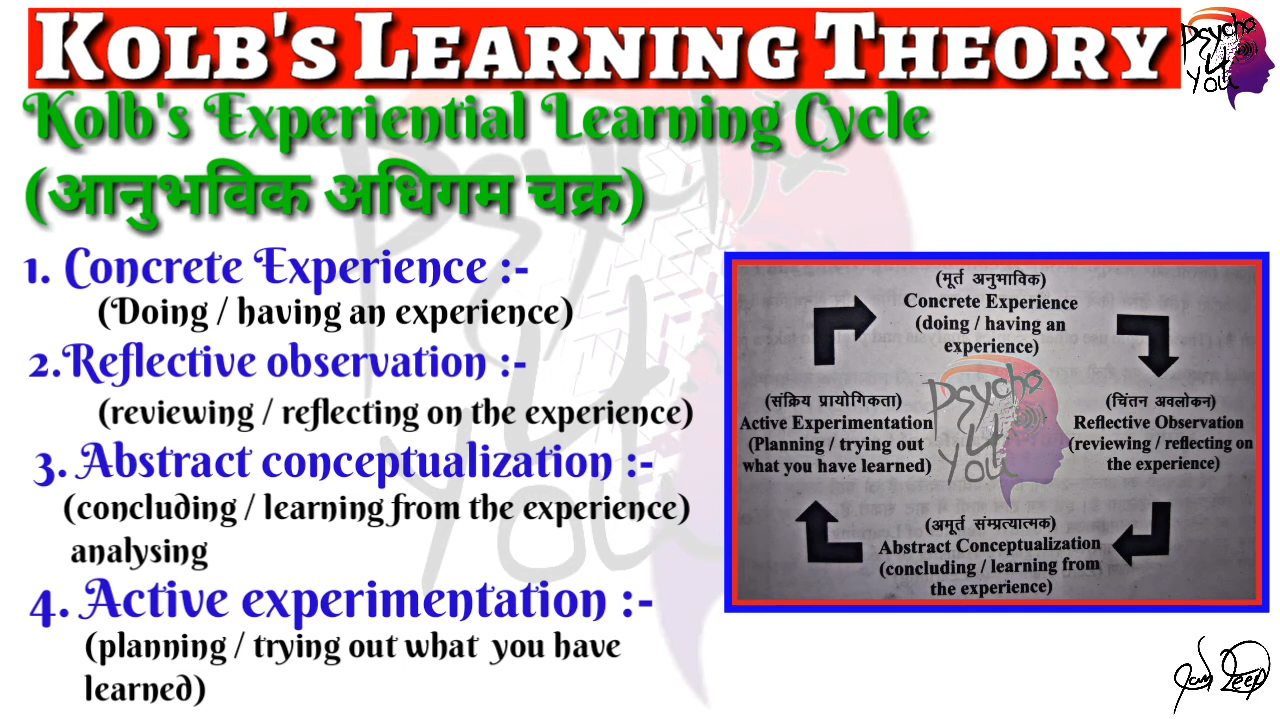 KOLB'S LEARNING THEORY
Psycho
4
You
Kolb's Experiential Learning Cycle
(आनुभविक अधिगम चक्र)
1. Concrete Experience :-
(Doing / having an experience)
2.Reflective observation :-
(reviewing / reflecting on the experience)
3. Abstract conceptualization :-
(concluding / learning from the experience)
analysing
4. Active experimentation :-
(planning / trying out what you have
learned)
(मूर्त अनुभाविक)
Concrete Experience
(doing / having an
experience)
(चिंतन अवलोकन)
Reflective Observation
(reviewing / reflecting on
the experience)
(अमूर्त संम्प्रत्यात्मक)
Abstract Conceptualization
(concluding / learning from
the experience)
(संक्रिय प्रायोगिकता)
Active Experimentation
(Planning / trying out
what you have learned)
Psycho
4
You